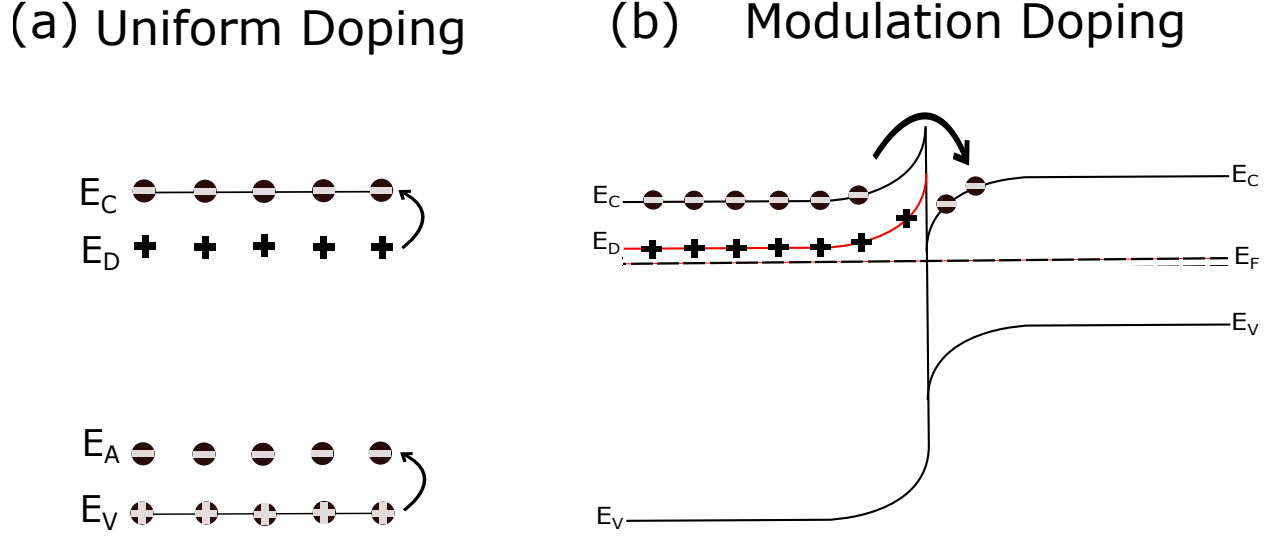 (a) Uniform Doping
(b) Modulation Doping
E_C
E_D
E_A
E_V
E_C
E_D
E_V
E_C
E_F
E_V